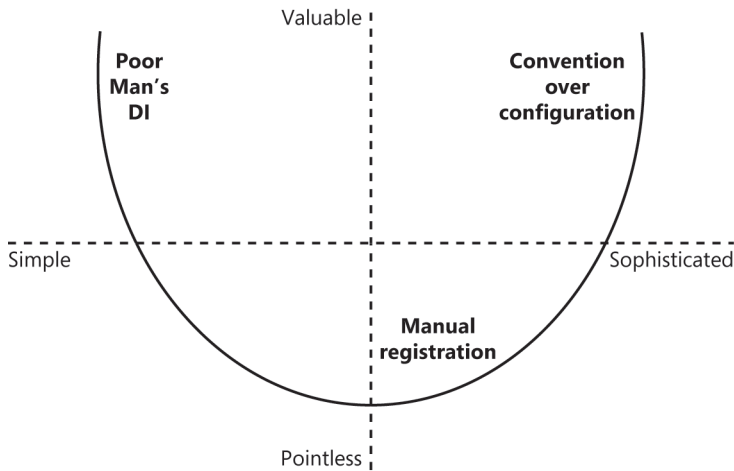 Valuable
Poor
Man’s
DI
Convention
over
configuration
Simple
Sophisticated
Manual
registration
Pointless